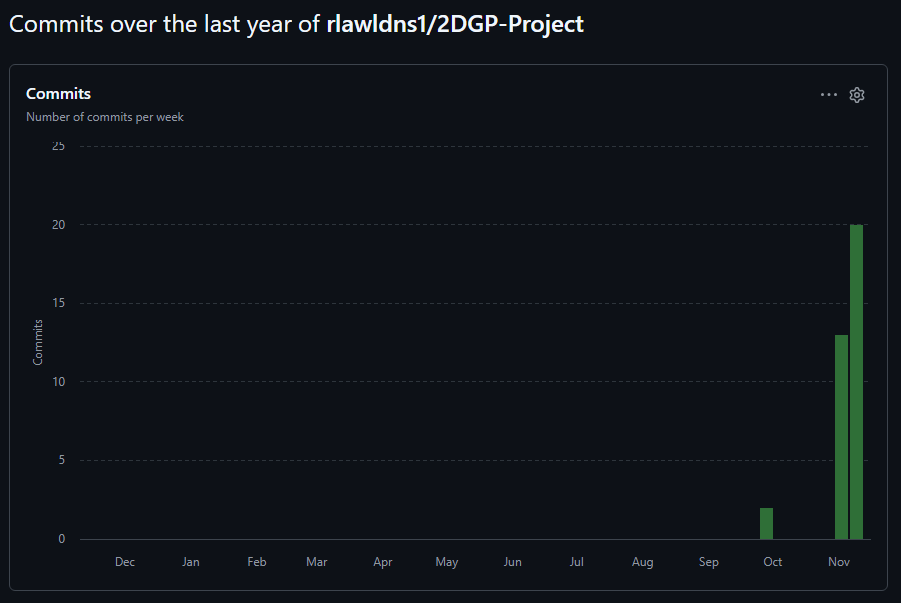 Commits over the last year of rlawldns1/2DGP-Project
Commits
Number of commits per week
25
20
15
10
5
0
Commits
Dec Jan Feb Mar Apr May Jun Jul Aug Sep Oct Nov